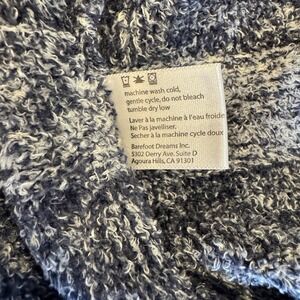 machine wash cold,
gentle cycle, do not bleach
tumble dry low
Laver à la machine à l'eau froide
Ne Pas javelliser.
Secher à la machine cycle doux
Barefoot Dreams Inc.
5302 Derry Ave. Suite D
Agoura Hills, CA 91301